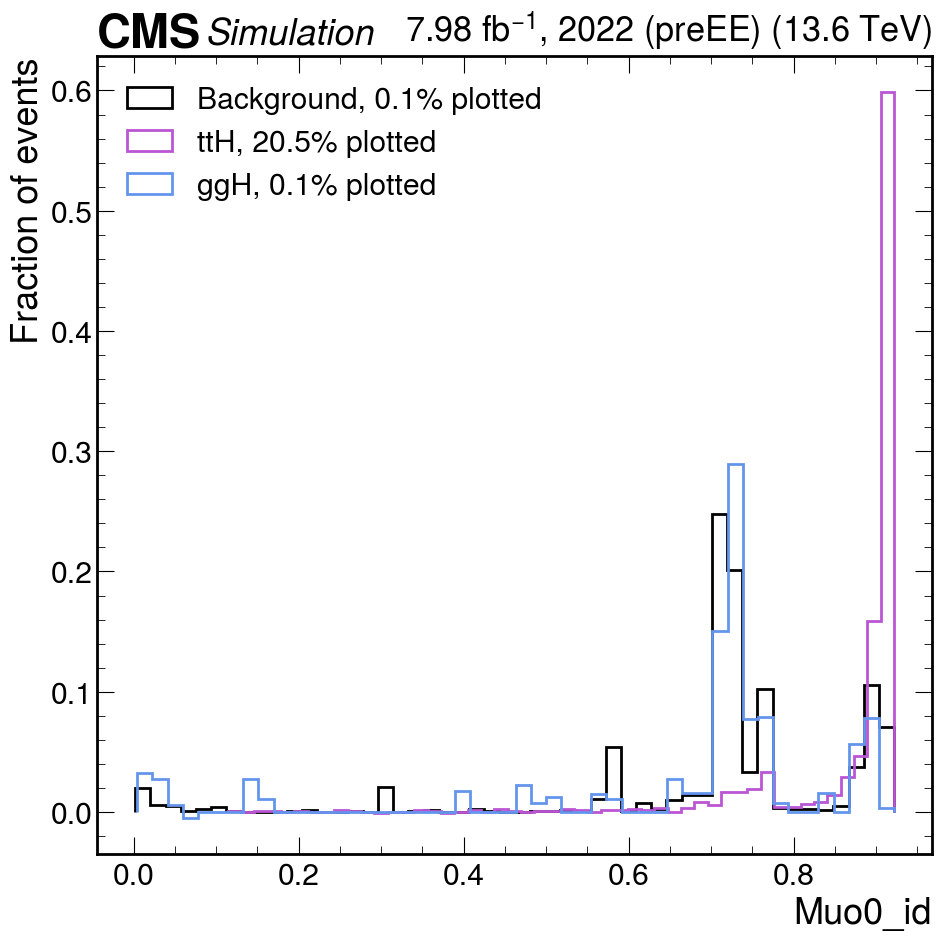 CMS Simulation 7.98 fb⁻¹, 2022 (preEE) (13.6 TeV)
Fraction of events
0.6
0.5
0.4
0.3
0.2
0.1
0.0
Background, 0.1% plotted
ttH, 20.5% plotted
ggH, 0.1% plotted
0.0 0.2 0.4 0.6 0.8
Muo0_id